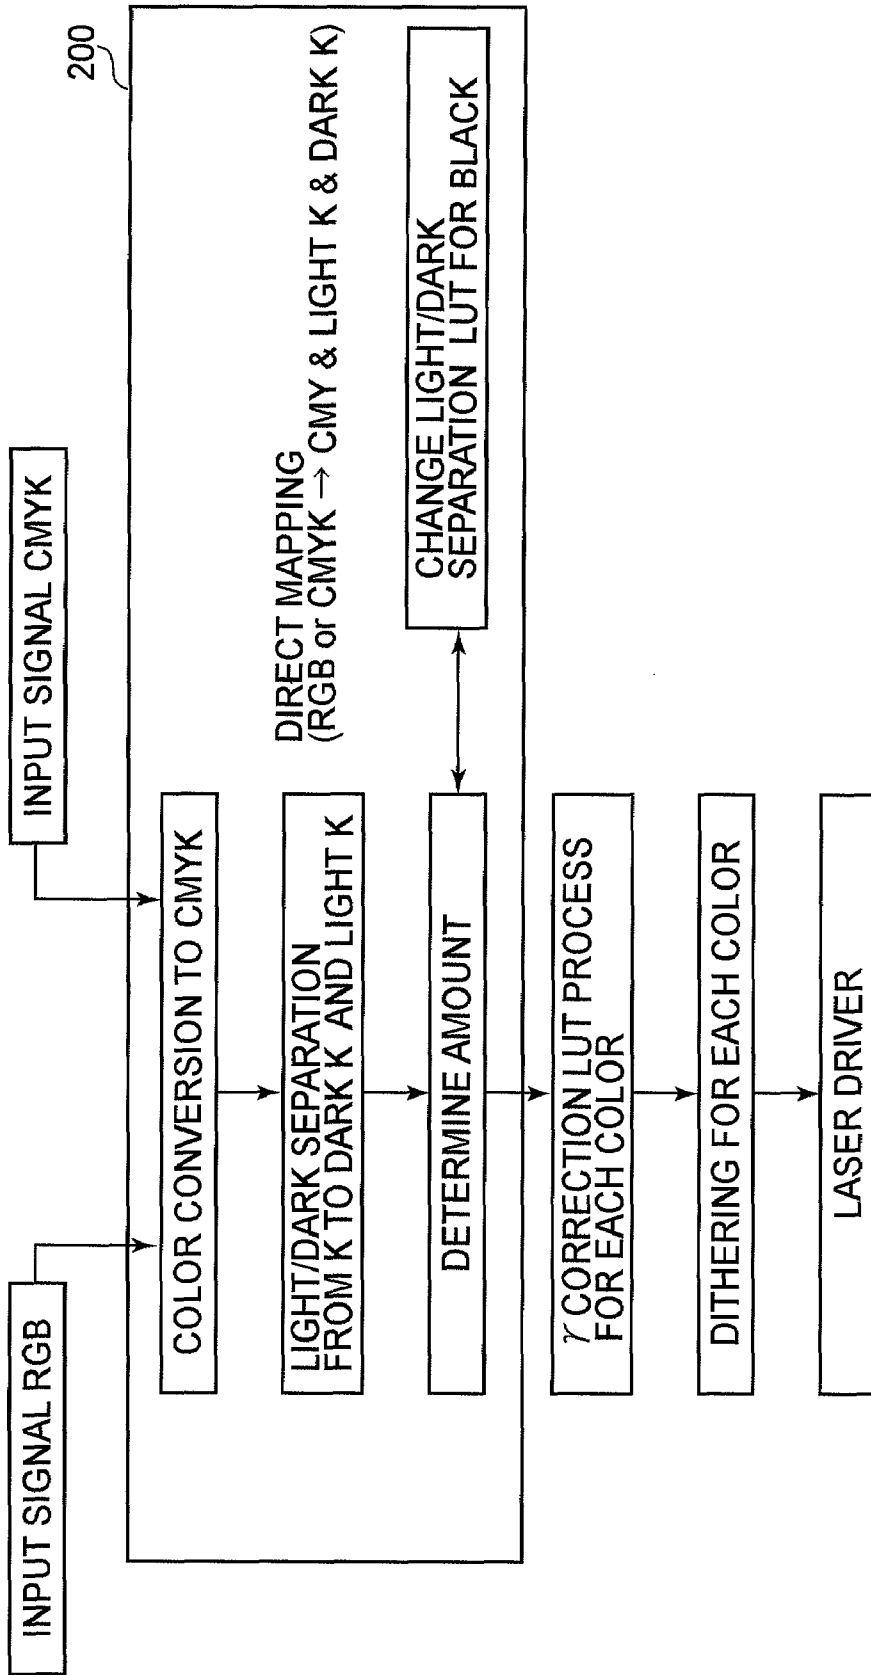 INPUT SIGNAL RGB
INPUT SIGNAL CMYK
200
COLOR CONVERSION TO CMYK
LIGHT/DARK SEPARATION
FROM K TO DARK K AND LIGHT K
DIRECT MAPPING
(RGB or CMYK → CMY & LIGHT K & DARK K)
DETERMINE AMOUNT
CHANGE LIGHT/DARK
SEPARATION LUT FOR BLACK
γ CORRECTION LUT PROCESS
FOR EACH COLOR
DITHERING FOR EACH COLOR
LASER DRIVER